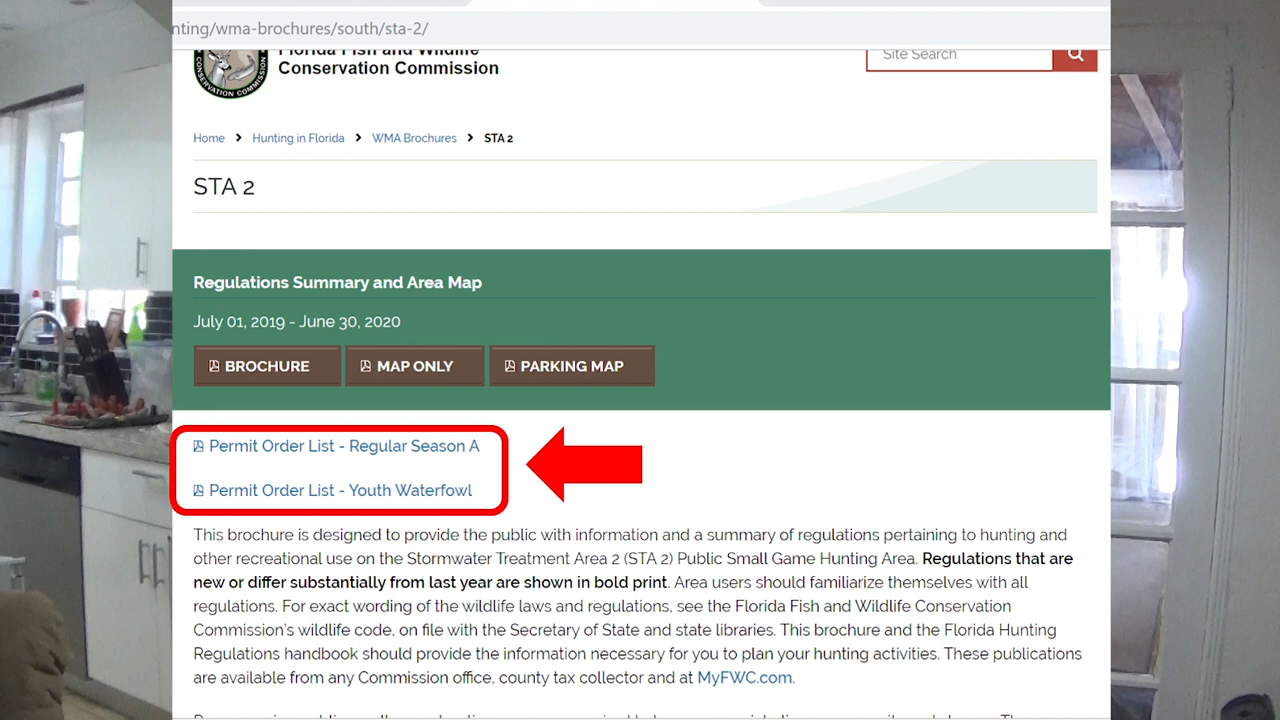 nting/wma-brochures/south/sta-2/
Florida Fish and Wildlife
Conservation Commission
CONSERVATION COMMISSION
Site Search
Home > Hunting in Florida > WMA Brochures > STA 2
STA 2
Regulations Summary and Area Map
July 01, 2019 - June 30, 2020
BROCHURE MAP ONLY PARKING MAP
Permit Order List - Regular Season A
Permit Order List - Youth Waterfowl
This brochure is designed to provide the public with information and a summary of regulations pertaining to hunting and
other recreational use on the Stormwater Treatment Area 2 (STA 2) Public Small Game Hunting Area. Regulations that are
new or differ substantially from last year are shown in bold print. Area users should familiarize themselves with all
regulations. For exact wording of the wildlife laws and regulations, see the Florida Fish and Wildlife Conservation
Commission's wildlife code, on file with the Secretary of State and state libraries. This brochure and the Florida Hunting
Regulations handbook should provide the information necessary for you to plan your hunting activities. These publications
are available from any Commission office, county tax collector and at MyFWC.com.